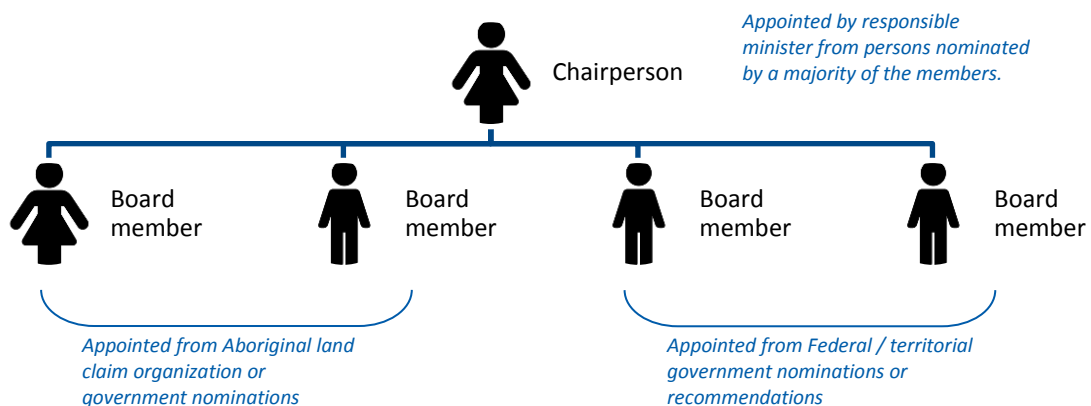 Appointed by responsible
minister from persons nominated
by a majority of the members.
Chairperson
Board
member
Board
member
Board
member
Board
member
Appointed from Aboriginal land
claim organization or
government nominations
Appointed from Federal / territorial
government nominations or
recommendations